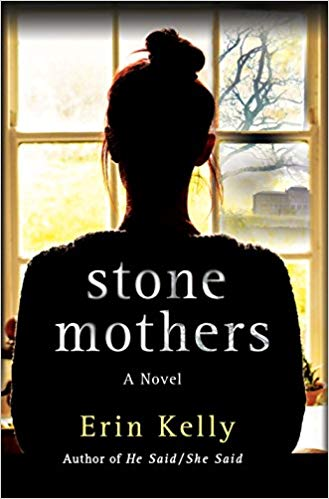 stone
mothers
A Novel
Erin Kelly
Author of He Said/She Said